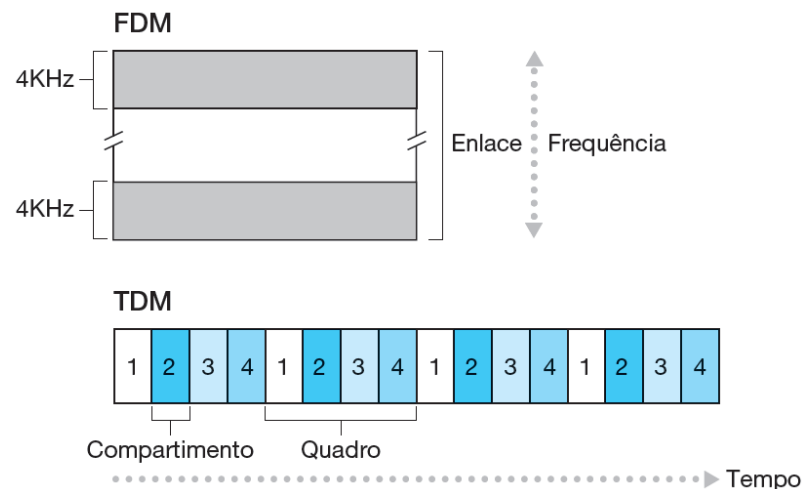 FDM
4KHz
Enlace Frequência
4KHz
TDM
1 2 3 4 1 2 3 4 1 2 3 4 1 2 3 4
Compartimento Quadro
Tempo